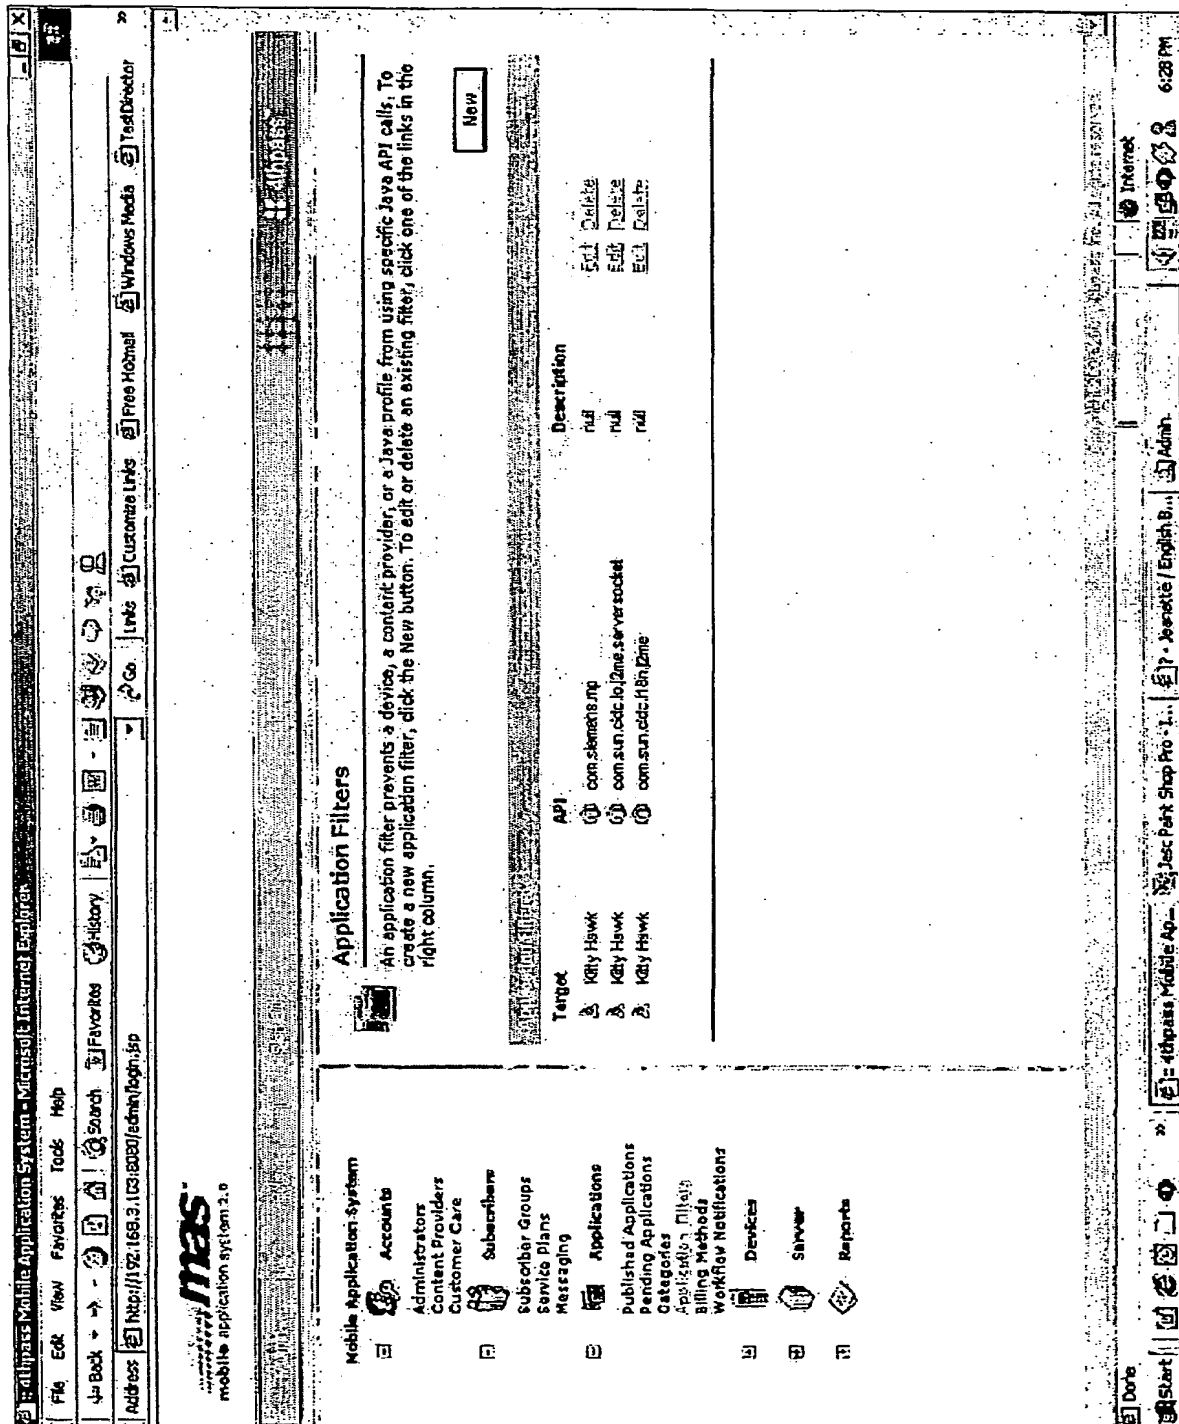 4thpass Mobile Application System - Microsoft Internet Explorer
File Edit View Favorites Tools Help
Back Search Favorites History
Address http://192.168.3.103:8080/admin/login.jsp Go Links Customize Links Free Hotmail Windows Media TestDirector
mas
mobile application system 2.0
4thpass
Mobile Application System
Accounts
Administrators
Content Providers
Customer Care
Subscribers
Subscriber Groups
Service Plans
Messaging
Applications
Published Applications
Pending Applications
Categories
Application Filters
Billing Methods
Workflow Notifications
Devices
Server
Reports
Application Filters
An application filter prevents a device, a content provider, or a Java profile from using specific Java API calls. To
create a new application filter, click the New button. To edit or delete an existing filter, click one of the links in the
right column.
New
Target API Description
Kitty Hawk com.siemens.mp null Edit Delete
Kitty Hawk com.sun.cldc.io.j2me.serversocket null Edit Delete
Kitty Hawk com.sun.cldc.i18n.j2me null Edit Delete
Done Internet
Start 4thpass Mobile Ap... Jasc Paint Shop Pro - I... ? - Jeanette / English.B... Admin 6:28 PM